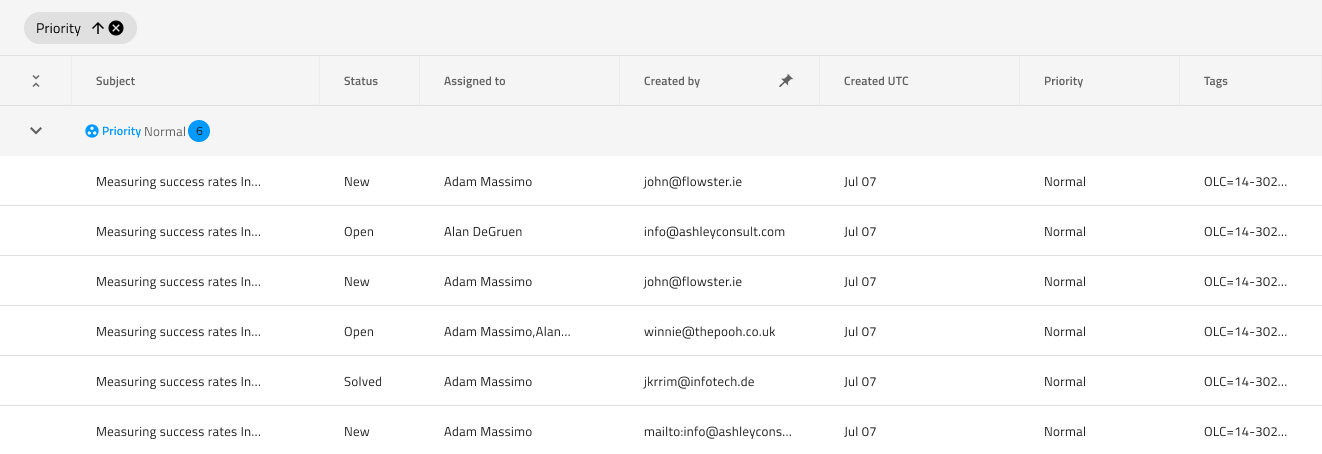 Priority
Subject Status Assigned to Created by Created UTC Priority Tags
Priority Normal 6
Measuring success rates In... New Adam Massimo john@flowster.ie Jul 07 Normal OLC=14-302...
Measuring success rates In... Open Alan DeGruen info@ashleyconsult.com Jul 07 Normal OLC=14-302...
Measuring success rates In... New Adam Massimo john@flowster.ie Jul 07 Normal OLC=14-302...
Measuring success rates In... Open Adam Massimo,Alan... winnie@thepooh.co.uk Jul 07 Normal OLC=14-302...
Measuring success rates In... Solved Adam Massimo jkrrim@infotech.de Jul 07 Normal OLC=14-302...
Measuring success rates In... New Adam Massimo mailto:info@ashleycons... Jul 07 Normal OLC=14-302...